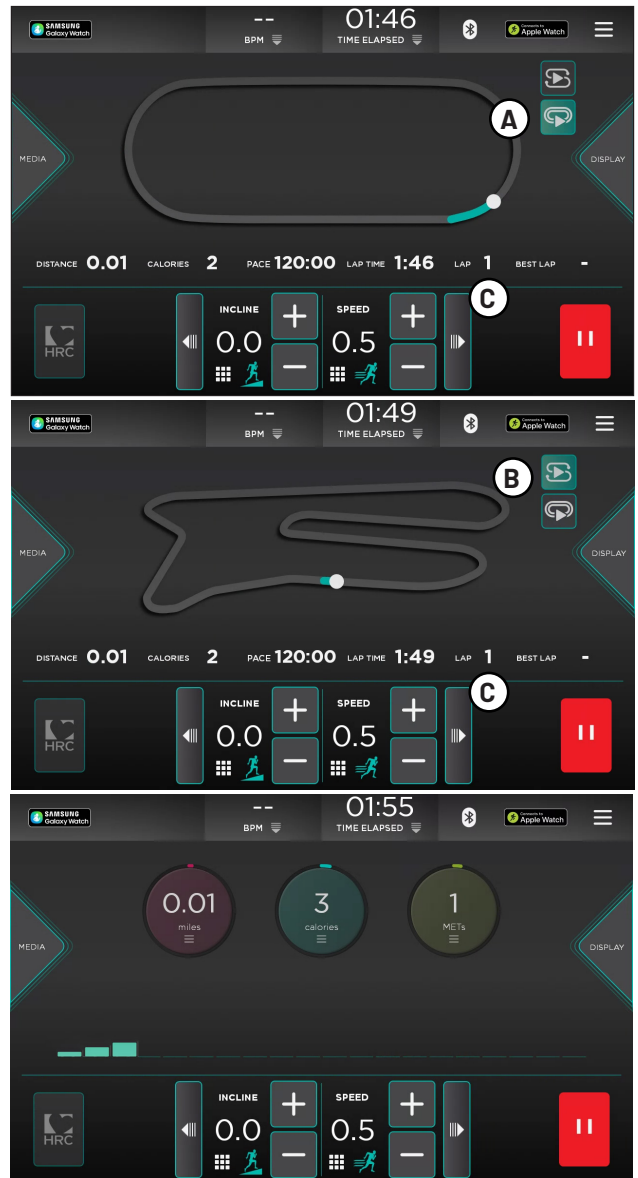 SAMSUNG
Galaxy Watch
--
BPM
01:46
TIME ELAPSED
Connects to
Apple Watch
A
MEDIA
DISPLAY
DISTANCE 0.01 CALORIES 2 PACE 120:00 LAP TIME 1:46 LAP 1 BEST LAP -
C
HRC
INCLINE
0.0
SPEED
0.5
SAMSUNG
Galaxy Watch
--
BPM
01:49
TIME ELAPSED
Connects to
Apple Watch
B
MEDIA
DISPLAY
DISTANCE 0.01 CALORIES 2 PACE 120:00 LAP TIME 1:49 LAP 1 BEST LAP -
C
HRC
INCLINE
0.0
SPEED
0.5
SAMSUNG
Galaxy Watch
--
BPM
01:55
TIME ELAPSED
Connects to
Apple Watch
0.01
miles
3
calories
1
METs
MEDIA
DISPLAY
HRC
INCLINE
0.0
SPEED
0.5